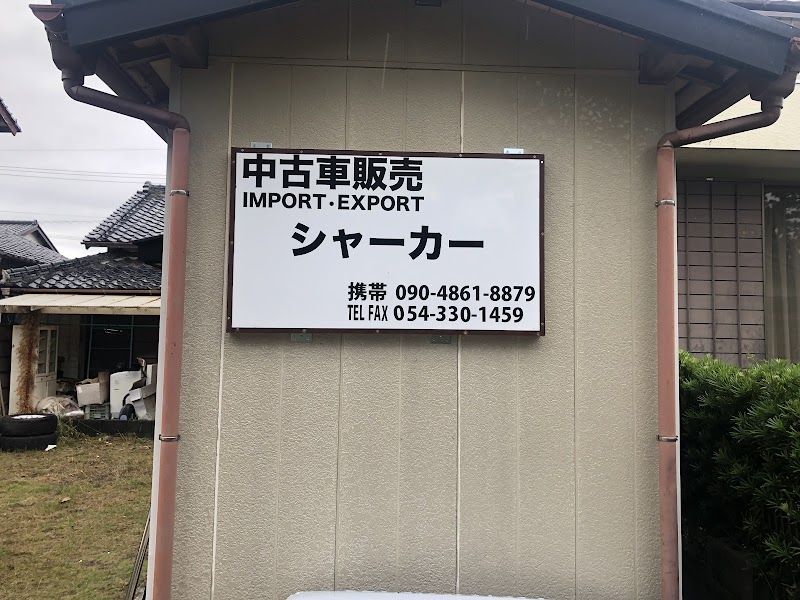 中古車販売
IMPORT・EXPORT
シャーカー
携帯 090-4861-8879
TEL FAX 054-330-1459